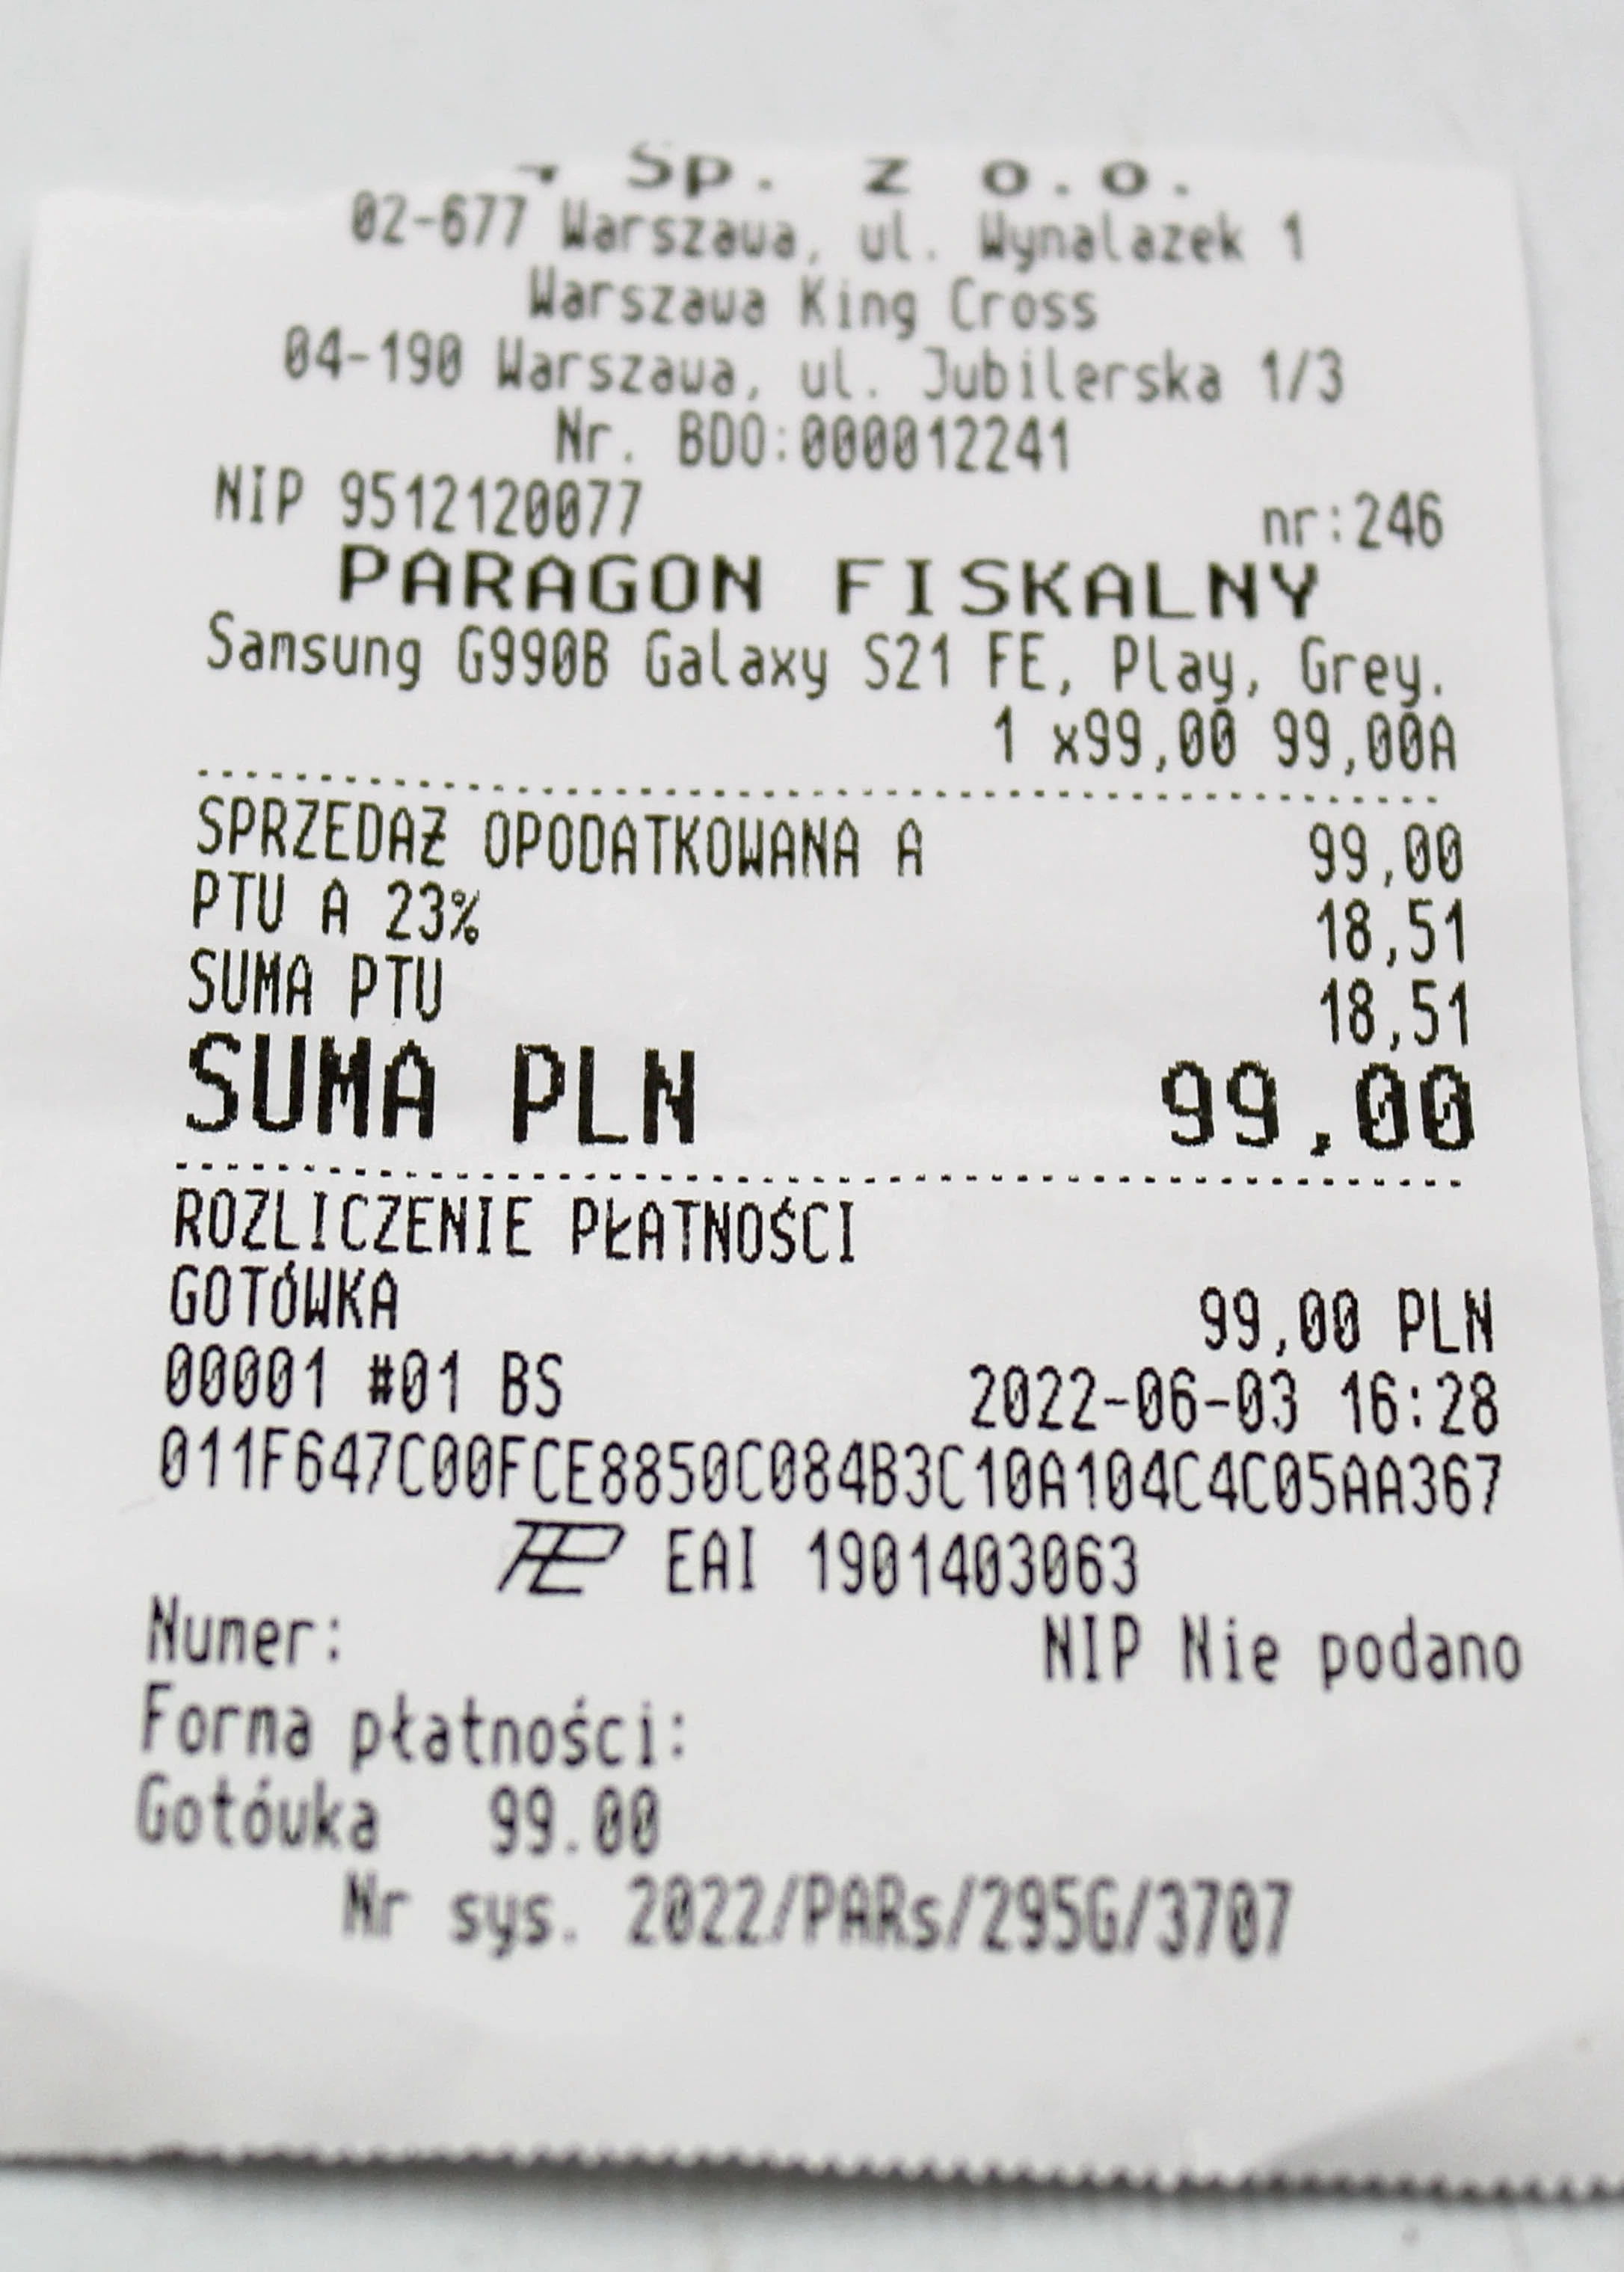 Sp. z o.o.
02-677 Warszawa, ul. Wynalazek 1
Warszawa King Cross
04-190 Warszawa, ul. Jubilerska 1/3
Nr. BDO:000012241
NIP 9512120077 nr:246
PARAGON FISKALNY
Samsung G990B Galaxy S21 FE, Play, Grey.
1 x99,00 99,00A
SPRZEDAŻ OPODATKOWANA A 99,00
PTU A 23% 18,51
SUMA PTU 18,51
SUMA PLN 99,00
ROZLICZENIE PŁATNOŚCI
GOTÓWKA 99,00 PLN
00001 #01 BS 2022-06-03 16:28
011F647C00FCE8850C084B3C10A104C4C05AA367
EAI 1901403063
Numer: NIP Nie podano
Forma płatności:
Gotówka 99.00
Nr sys. 2022/PARs/295G/3707